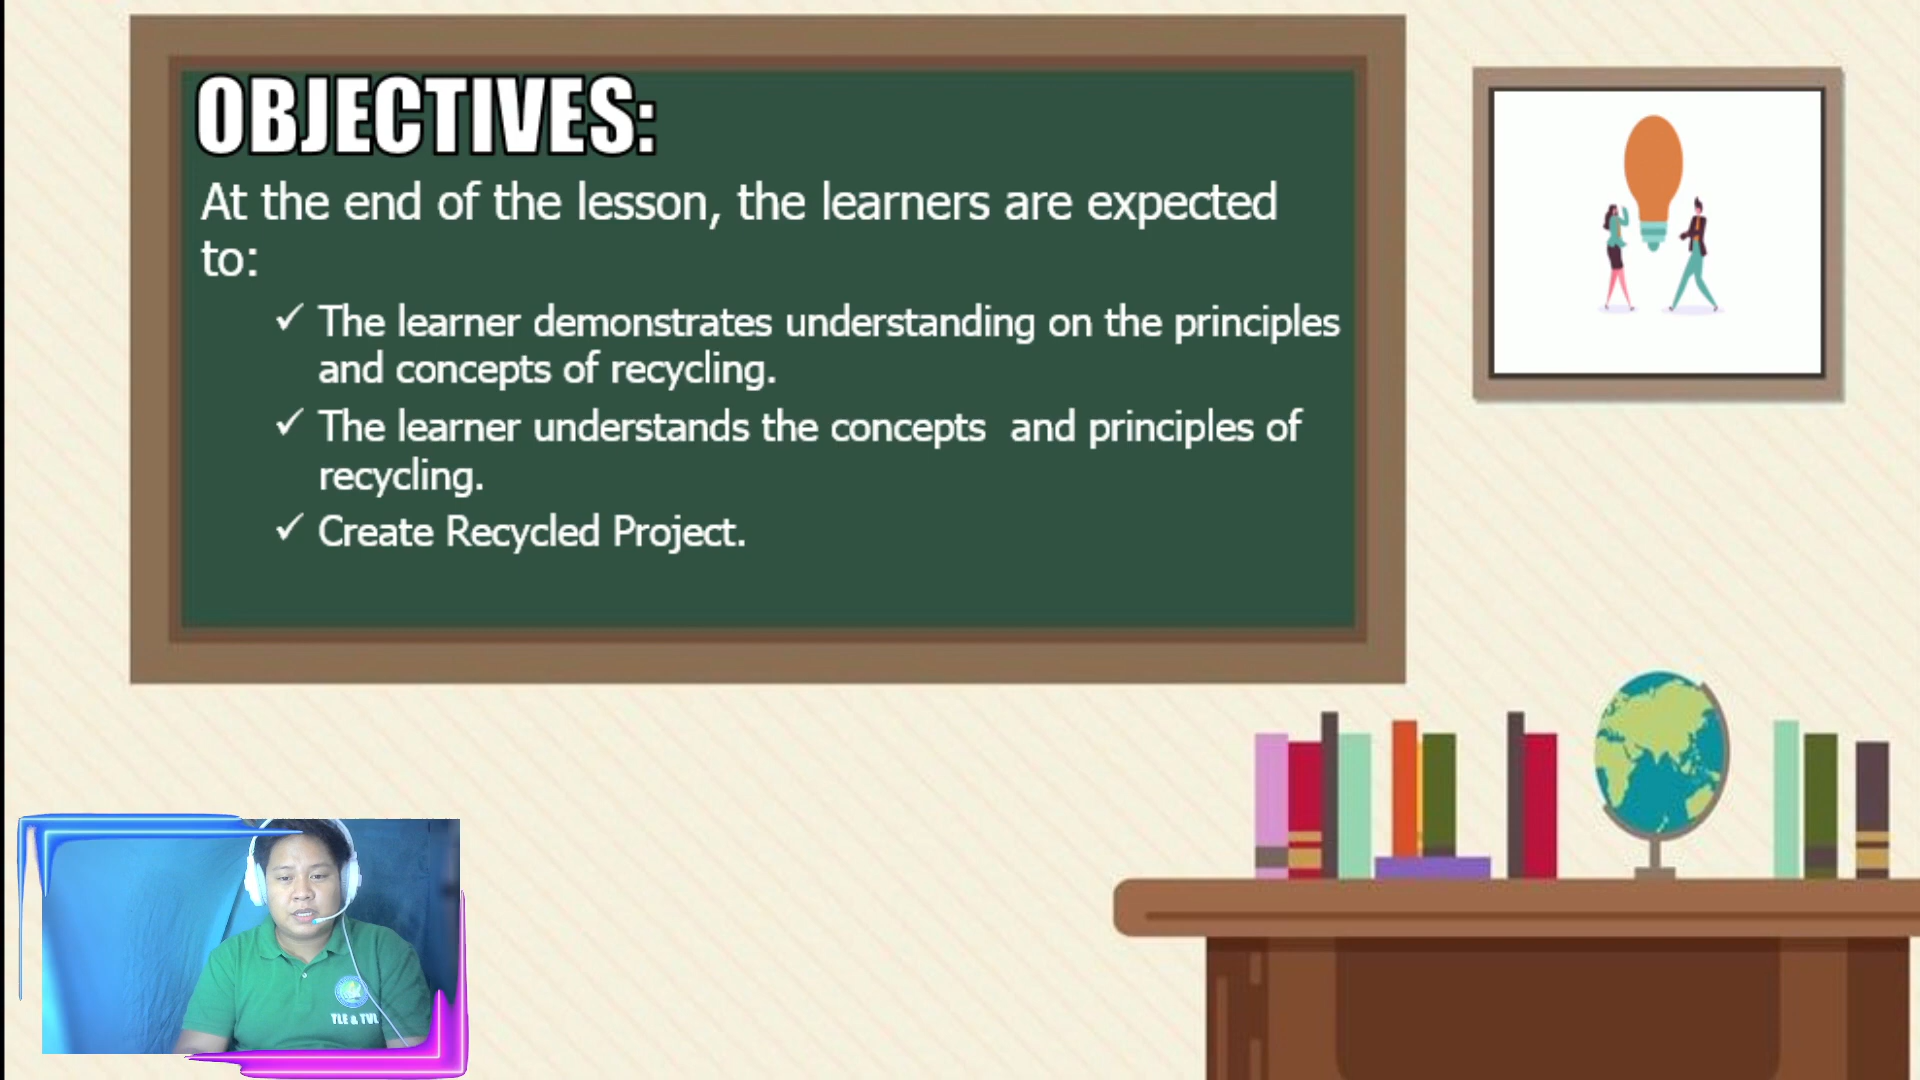 OBJECTIVES:
At the end of the lesson, the learners are expected
to:
✓ The learner demonstrates understanding on the principles
and concepts of recycling.
✓ The learner understands the concepts  and principles of
recycling.
✓ Create Recycled Project.
TLE & TVL